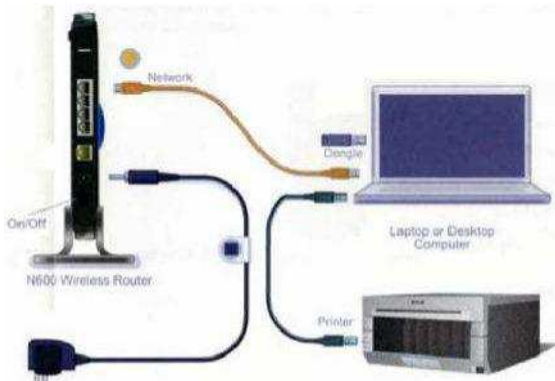 Network
Dongle
On/Off
N600 Wireless Router
Laptop or Desktop
Computer
Printer